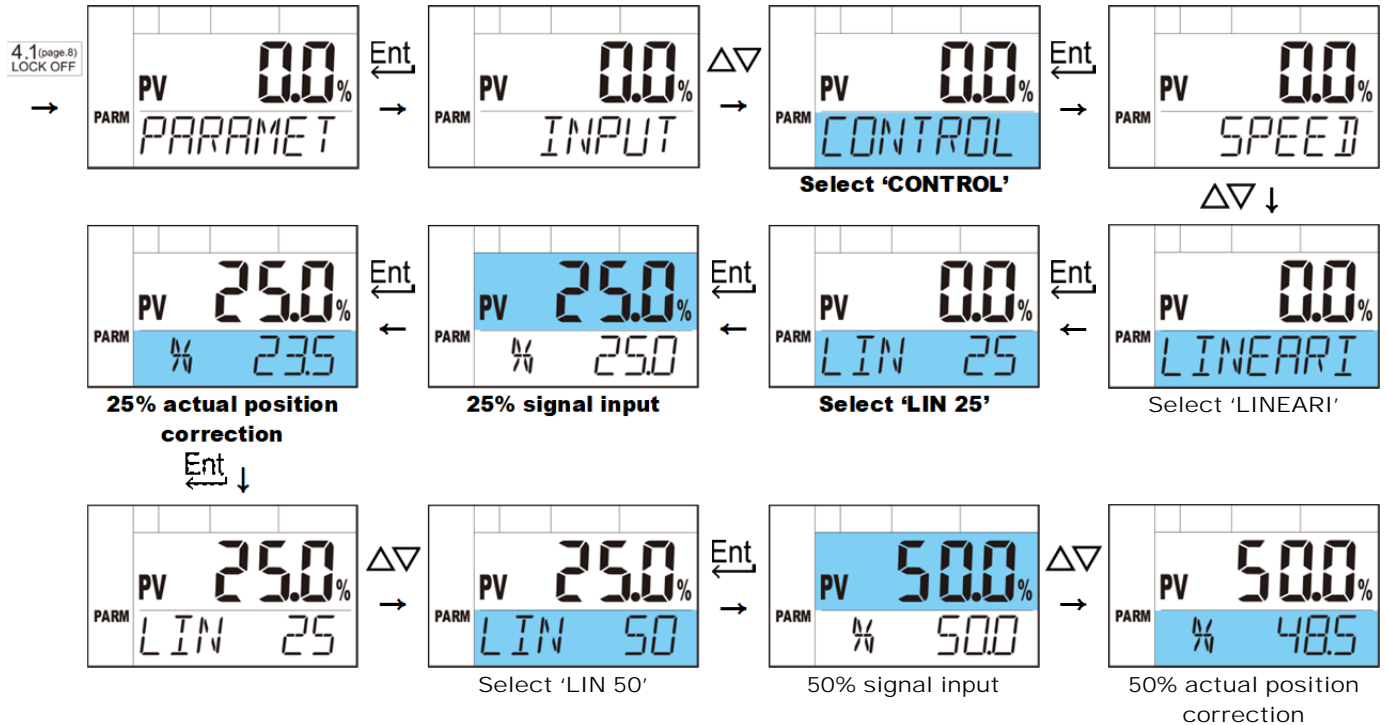 4.1(page.8)
LOCK OFF
→
PARM
PV 0.0%
PARAMET
Ent
→
PARM
PV 0.0%
INPUT
△▽
→
PARM
PV 0.0%
CONTROL
Select ‘CONTROL’
Ent
→
PARM
PV 0.0%
SPEED
△▽ ↓
PARM
PV 0.0%
LINEARI
Select ‘LINEARI’
Ent
←
PARM
PV 0.0%
LIN 25
Select ‘LIN 25’
Ent
←
PARM
PV 25.0%
% 25.0
25% signal input
Ent
←
PARM
PV 25.0%
% 23.5
25% actual position
correction
Ent ↓
PARM
PV 25.0%
LIN 25
△▽
→
PARM
PV 25.0%
LIN 50
Select ‘LIN 50’
Ent
→
PARM
PV 50.0%
% 50.0
50% signal input
△▽
→
PARM
PV 50.0%
% 48.5
50% actual position
correction